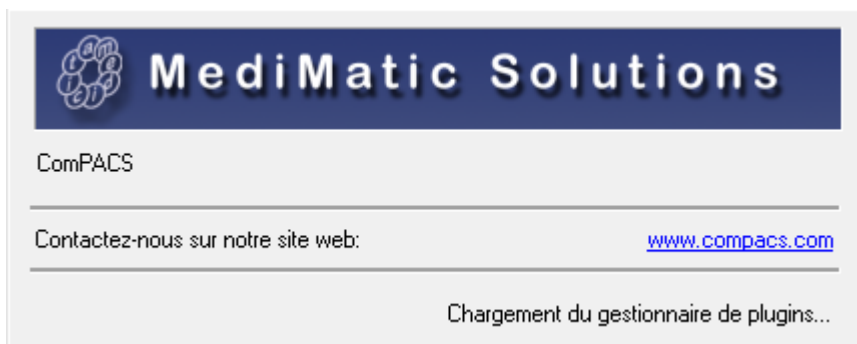 MediMatic Solutions
ComPACS
Contactez-nous sur notre site web: www.compacs.com
Chargement du gestionnaire de plugins...